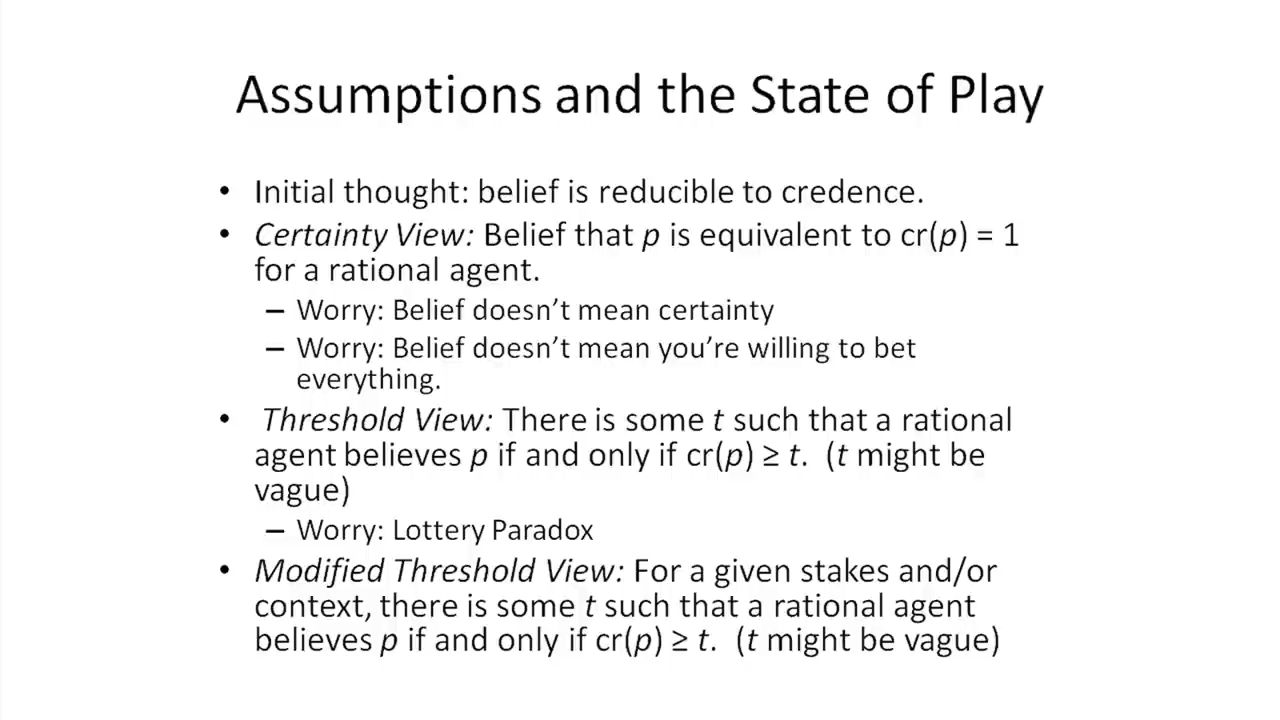 Assumptions and the State of Play
• Initial thought: belief is reducible to credence.
• Certainty View: Belief that p is equivalent to cr(p) = 1
for a rational agent.
– Worry: Belief doesn’t mean certainty
– Worry: Belief doesn’t mean you’re willing to bet
everything.
• Threshold View: There is some t such that a rational
agent believes p if and only if cr(p) ≥ t. (t might be
vague)
– Worry: Lottery Paradox
• Modified Threshold View: For a given stakes and/or
context, there is some t such that a rational agent
believes p if and only if cr(p) ≥ t. (t might be vague)